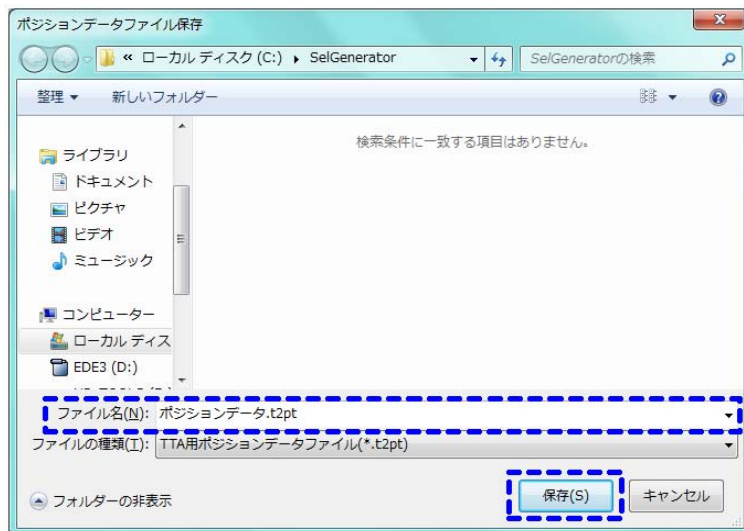 ポジションデータファイル保存
« ローカル ディスク (C:) SelGenerator
SelGeneratorの検索
整理
新しいフォルダー
検索条件に一致する項目はありません。
ライブラリ
ドキュメント
ピクチャ
ビデオ
ミュージック
コンピューター
ローカル ディス
EDE3 (D:)
ファイル名(N): ポジションデータ.t2pt
ファイルの種類(T): TTA用ポジションデータファイル(*.t2pt)
フォルダーの非表示
保存(S)
キャンセル